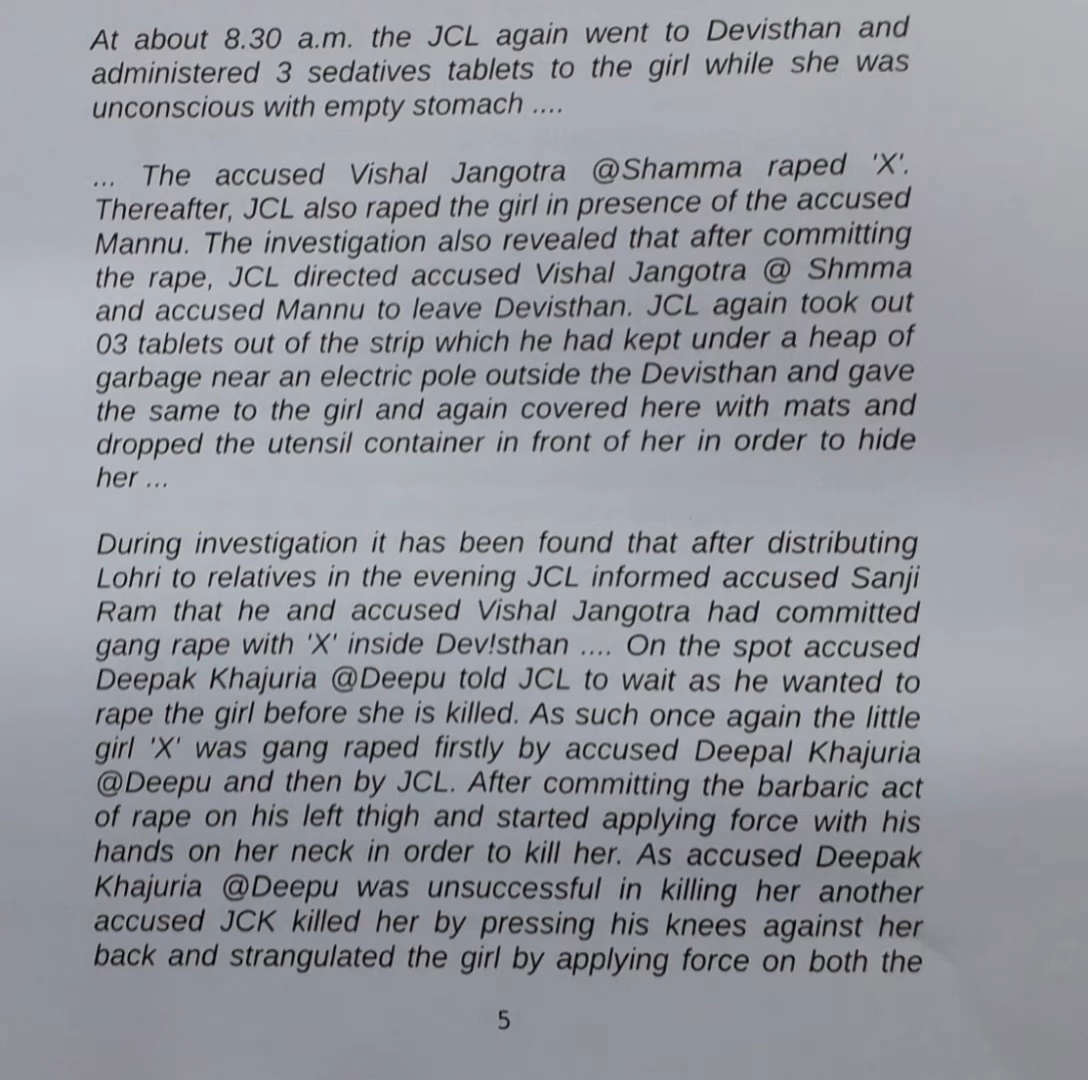 At about 8.30 a.m. the JCL again went to Devisthan and
administered 3 sedatives tablets to the girl while she was
unconscious with empty stomach ....
... The accused Vishal Jangotra @Shamma raped 'X'.
Thereafter, JCL also raped the girl in presence of the accused
Mannu. The investigation also revealed that after committing
the rape, JCL directed accused Vishal Jangotra @ Shmma
and accused Mannu to leave Devisthan. JCL again took out
03 tablets out of the strip which he had kept under a heap of
garbage near an electric pole outside the Devisthan and gave
the same to the girl and again covered here with mats and
dropped the utensil container in front of her in order to hide
her ...
During investigation it has been found that after distributing
Lohri to relatives in the evening JCL informed accused Sanji
Ram that he and accused Vishal Jangotra had committed
gang rape with 'X' inside Dev!sthan .... On the spot accused
Deepak Khajuria @Deepu told JCL to wait as he wanted to
rape the girl before she is killed. As such once again the little
girl 'X' was gang raped firstly by accused Deepal Khajuria
@Deepu and then by JCL. After committing the barbaric act
of rape on his left thigh and started applying force with his
hands on her neck in order to kill her. As accused Deepak
Khajuria @Deepu was unsuccessful in killing her another
accused JCK killed her by pressing his knees against her
back and strangulated the girl by applying force on both the
5